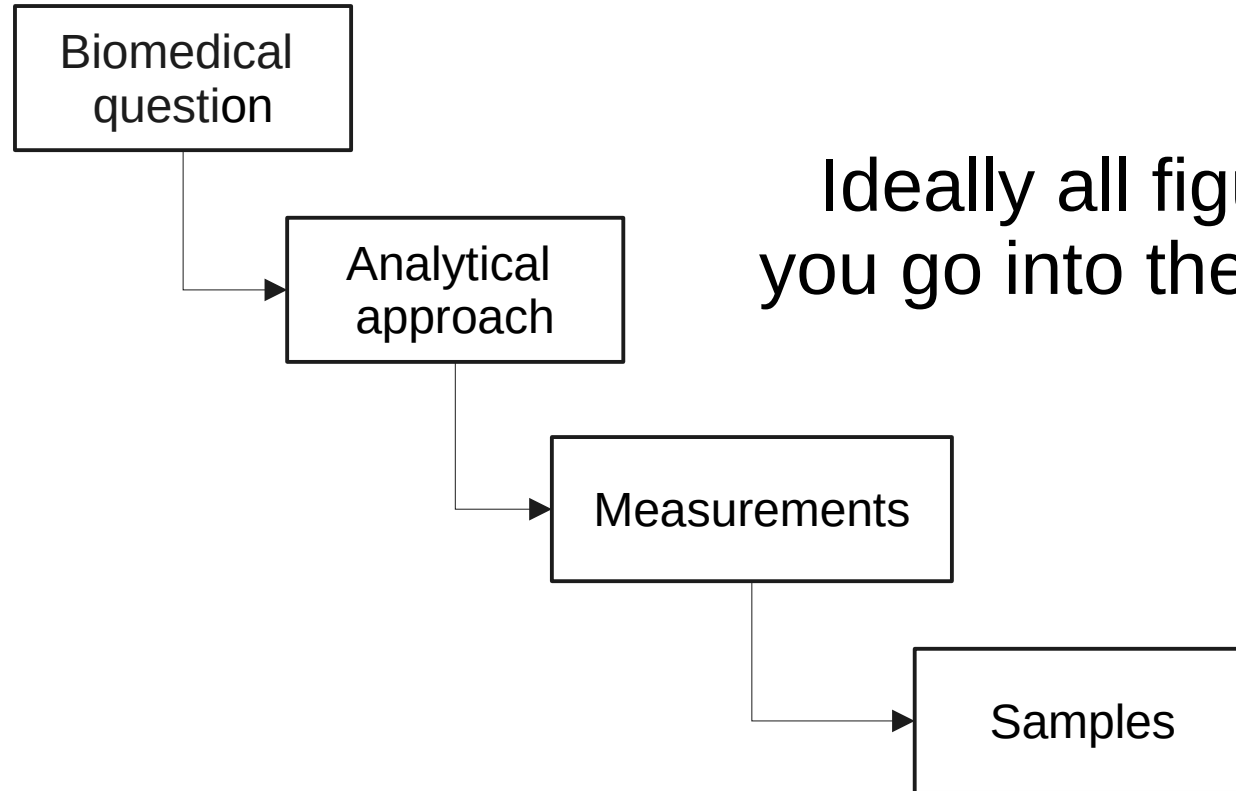 Biomedical
question
Ideally all figu
you go into the
Analytical
approach
Measurements
Samples